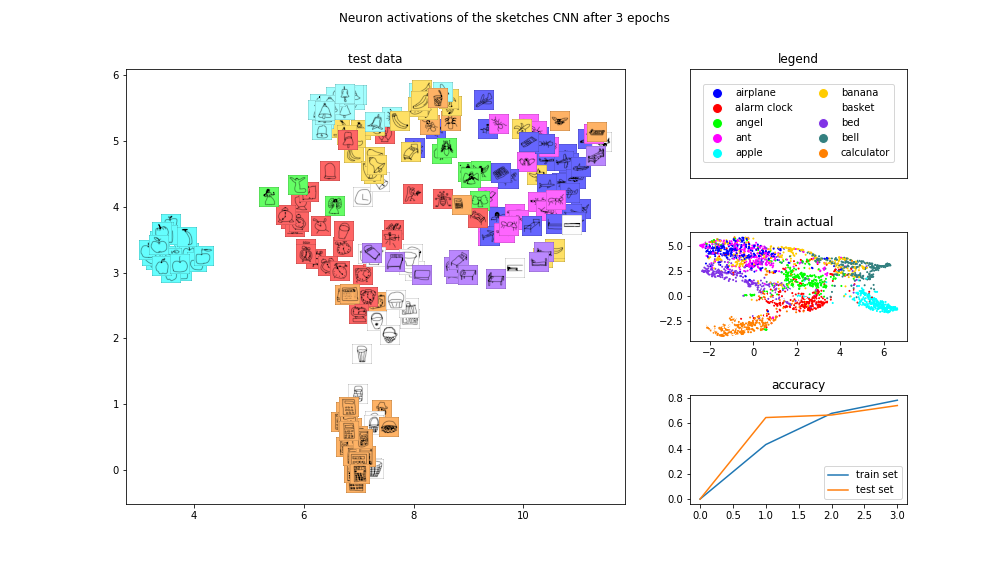 Neuron activations of the sketches CNN after 3 epochs
test data
6
5
4
3
2
1
0
4
6
8
10
legend
airplane
alarm clock
angel
ant
apple
banana
basket
bed
bell
calculator
train actual
5.0
2.5
0.0
−2.5
−2
0
2
4
6
accuracy
0.8
0.6
0.4
0.2
0.0
0.0
0.5
1.0
1.5
2.0
2.5
3.0
train set
test set